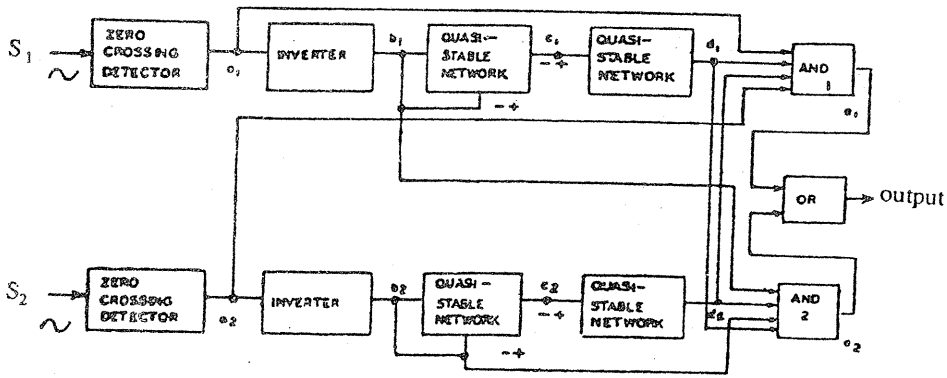 S1
ZERO
CROSSING
DETECTOR
a1
INVERTER
b1
QUASI-
STABLE
NETWORK
- +
c1
- +
QUASI-
STABLE
NETWORK
d1
AND
1
e1
OR
output
S2
ZERO
CROSSING
DETECTOR
a2
INVERTER
b2
QUASI-
STABLE
NETWORK
- +
c2
- +
QUASI-
STABLE
NETWORK
d2
AND
2
e2